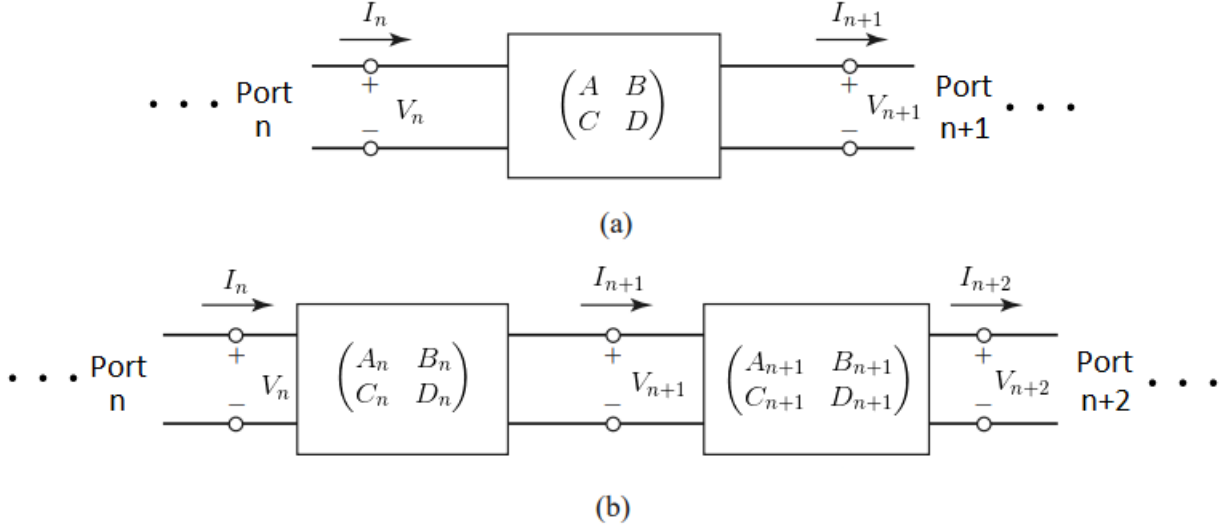 I_n I_{n+1}
. . . Port n + V_n − (A B C D) + V_{n+1} − Port n+1 . . .
(a)
I_n I_{n+1} I_{n+2}
. . . Port n + V_n − (A_n B_n C_n D_n) + V_{n+1} − (A_{n+1} B_{n+1} C_{n+1} D_{n+1}) + V_{n+2} − Port n+2 . . .
(b)